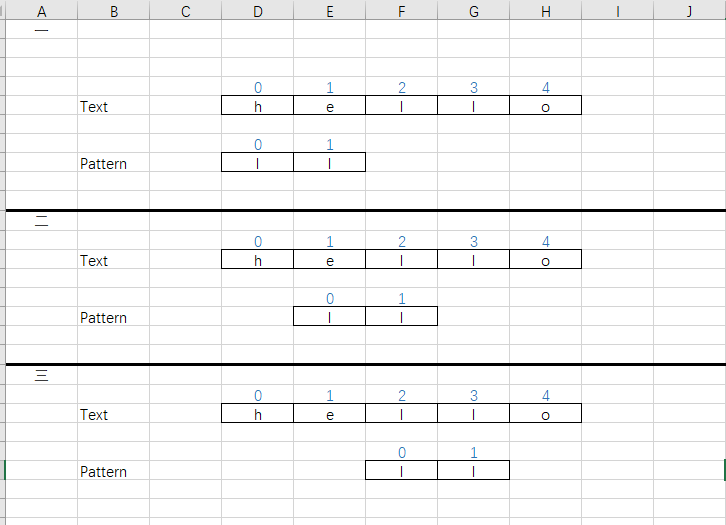 A B C D E F G H I J
一
0 1 2 3 4
Text h e l l o
0 1
Pattern l l
二
0 1 2 3 4
Text h e l l o
0 1
Pattern l l
三
0 1 2 3 4
Text h e l l o
0 1
Pattern l l